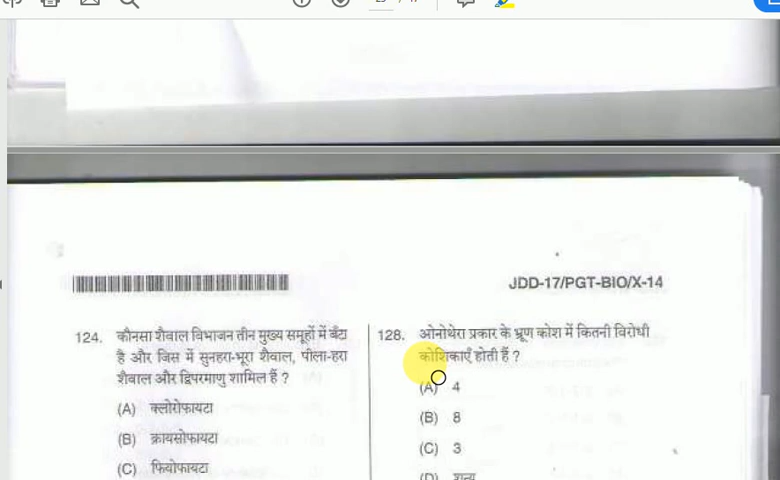 JDD-17/PGT-BIO/X-14
124. कौनसा शैवाल विभाजन तीन मुख्य समूहों में बँटा
है और जिस में सुनहरा-भूरा शैवाल, पीला-हरा
शैवाल और द्विपरमाणु शामिल हैं ?
(A) क्लोरोफायटा
(B) क्रायसोफायटा
(C) फियोफायटा
128. ओनोथेरा प्रकार के भ्रूण कोश में कितनी विरोधी
कोशिकाएँ होती हैं ?
(A) 4
(B) 8
(C) 3
(D) शून्य